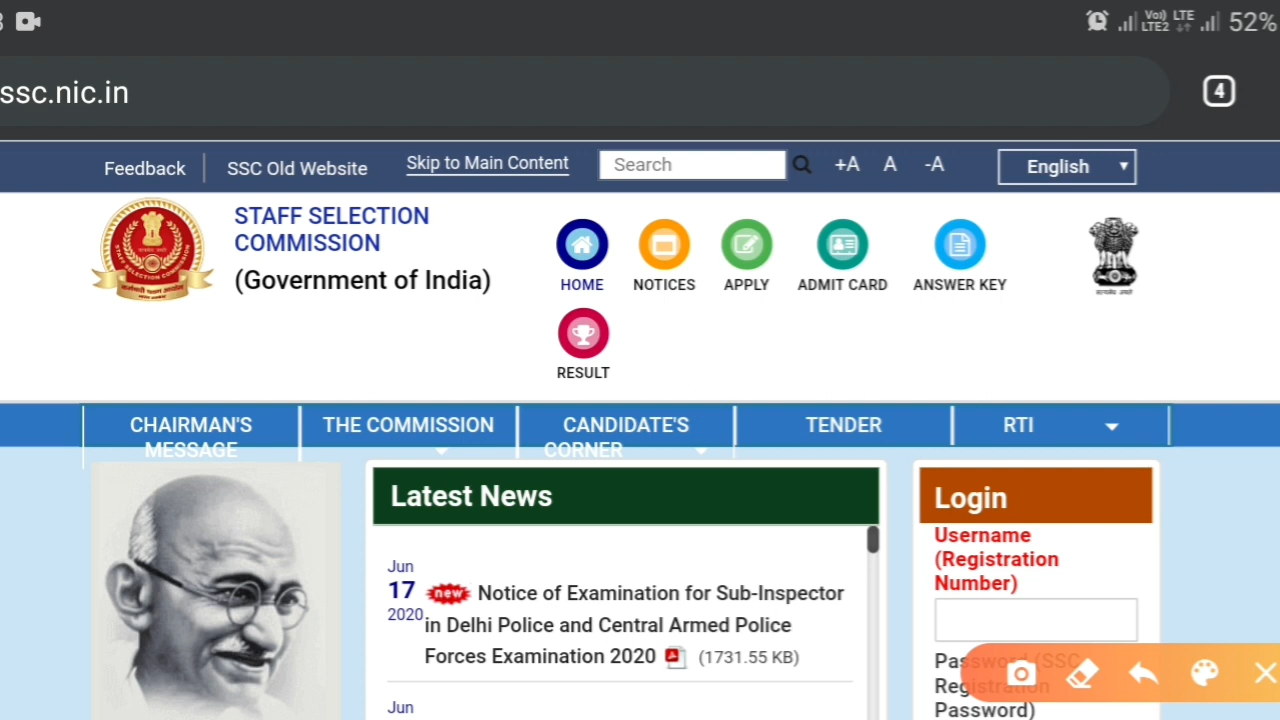 52%
ssc.nic.in
4
Feedback
SSC Old Website
Skip to Main Content
Search
+A A -A
English
STAFF SELECTION
COMMISSION
(Government of India)
HOME
NOTICES
APPLY
ADMIT CARD
ANSWER KEY
RESULT
CHAIRMAN'S
MESSAGE
THE COMMISSION
CANDIDATE'S
CORNER
TENDER
RTI
Latest News
Jun
17
2020
new Notice of Examination for Sub-Inspector
in Delhi Police and Central Armed Police
Forces Examination 2020 (1731.55 KB)
Jun
Login
Username
(Registration
Number)
Password (SSC
Registration
Password)